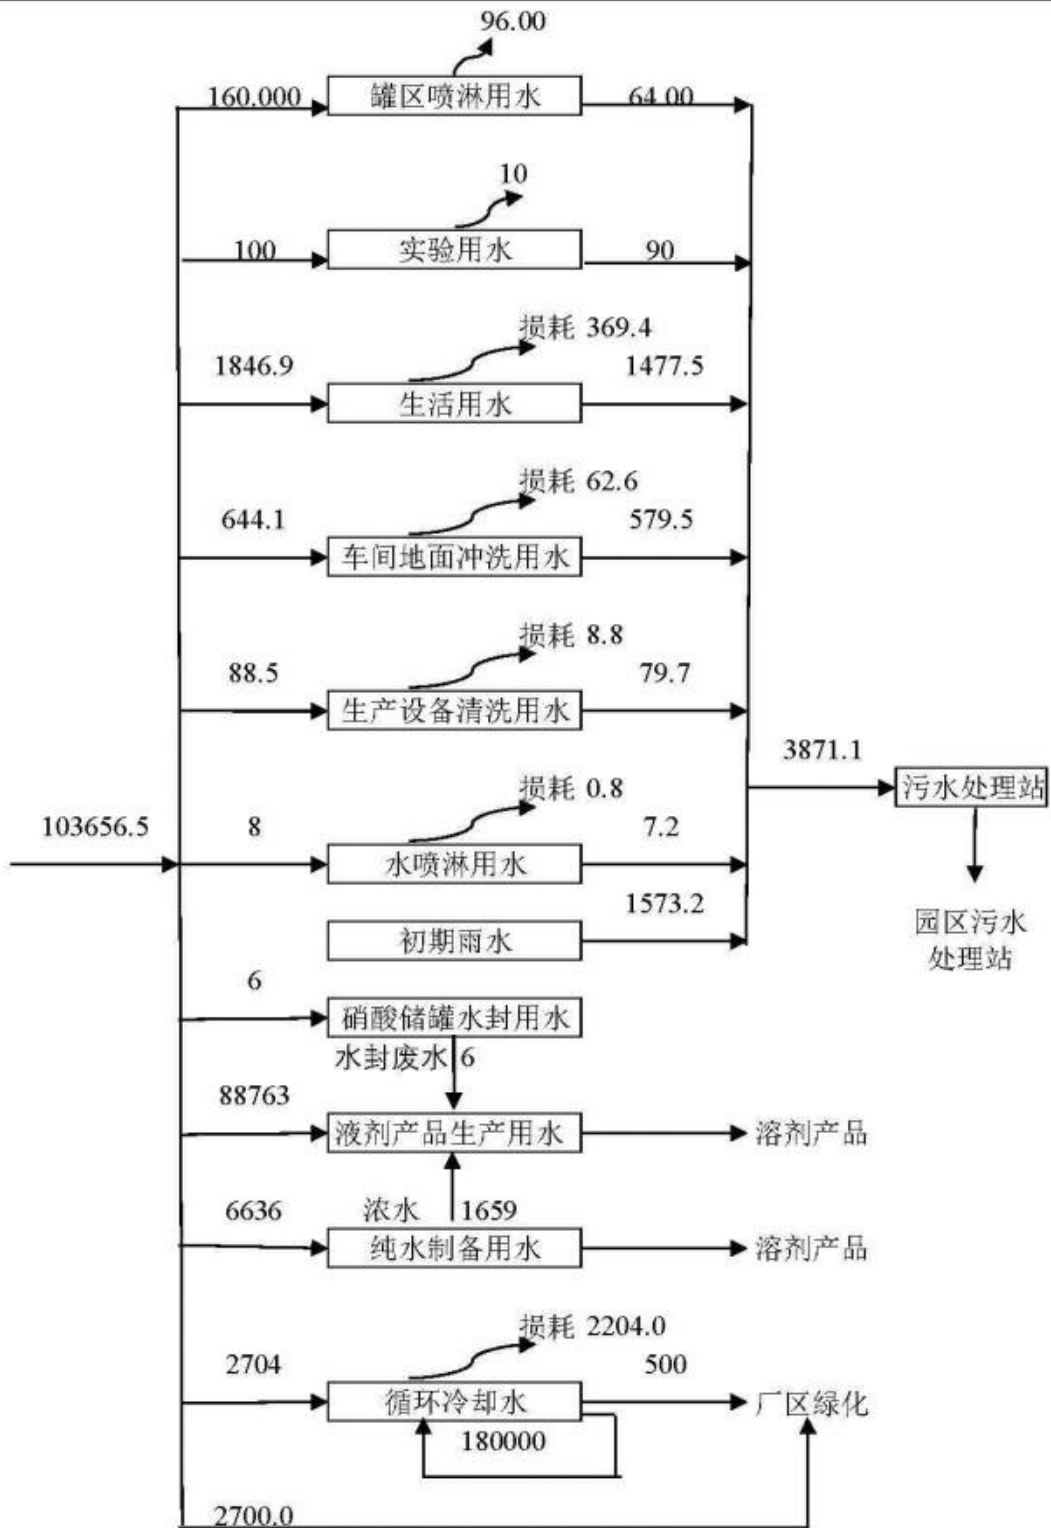 96.00
160.000 罐区喷淋用水 64.00
10
100 实验用水 90
损耗 369.4
1846.9 1477.5
生活用水
损耗 62.6
644.1 579.5
车间地面冲洗用水
损耗 8.8
88.5 79.7
生产设备清洗用水
3871.1
污水处理站
损耗 0.8
103656.5 8 7.2
水喷淋用水
1573.2
园区污水
初期雨水
处理站
6
硝酸储罐水封用水
水封废水 6
88763
液剂产品生产用水 溶剂产品
6636 浓水 1659
纯水制备用水 溶剂产品
损耗 2204.0
2704 500
循环冷却水 厂区绿化
180000
2700.0